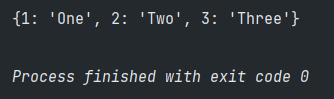 {1: 'One', 2: 'Two', 3: 'Three'}
Process finished with exit code 0